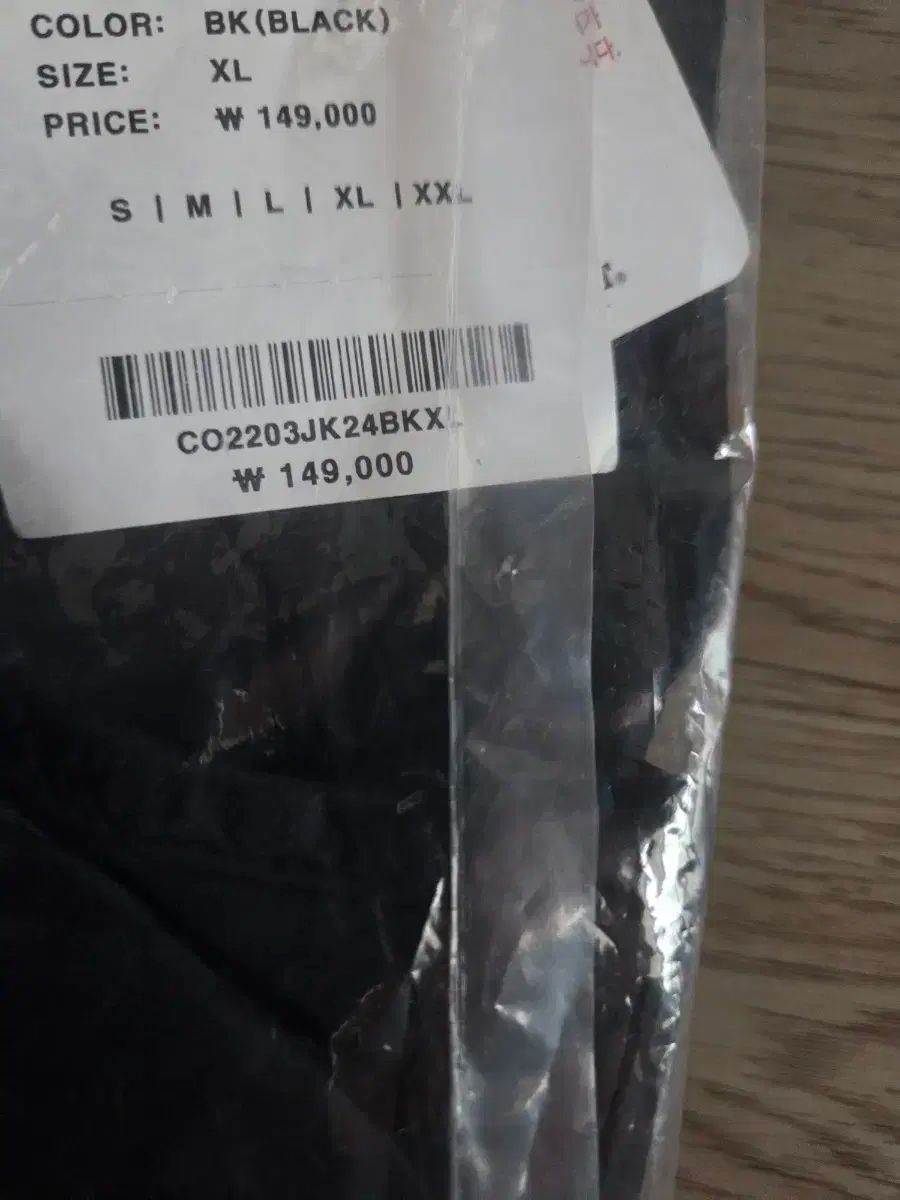 COLOR: BK(BLACK)
SIZE: XL
PRICE: ₩ 149,000
S | M | L | XL | XXL
CO2203JK24BKXL
₩ 149,000